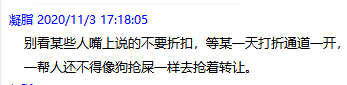 凝脂 2020/11/3 17:18:05
别看某些人嘴上说的不要折扣，等某一天打折通道一开，
一帮人还不得像狗抢屎一样去抢着转让。